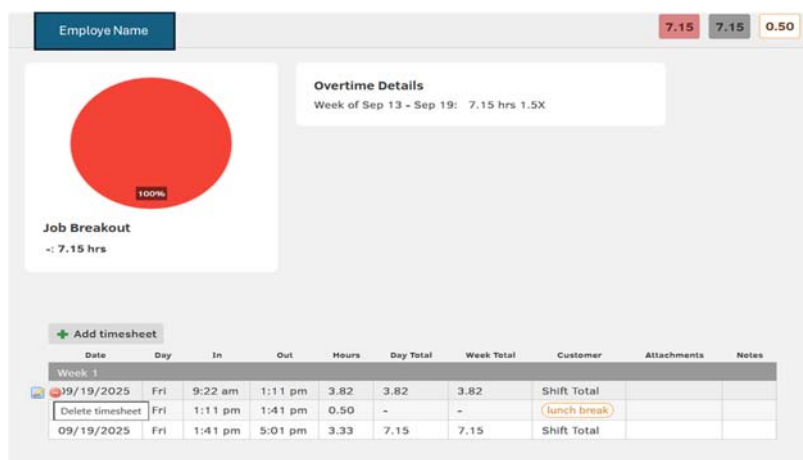 Employe Name
7.15 7.15 0.50
Overtime Details
Week of Sep 13 - Sep 19: 7.15 hrs 1.5X
100%
Job Breakout
-: 7.15 hrs
Add timesheet
Date Day In Out Hours Day Total Week Total Customer Attachments Notes
Week 1
09/19/2025 Fri 9:22 am 1:11 pm 3.82 3.82 3.82 Shift Total
Delete timesheet Fri 1:11 pm 1:41 pm 0.50 - - lunch break
09/19/2025 Fri 1:41 pm 5:01 pm 3.33 7.15 7.15 Shift Total